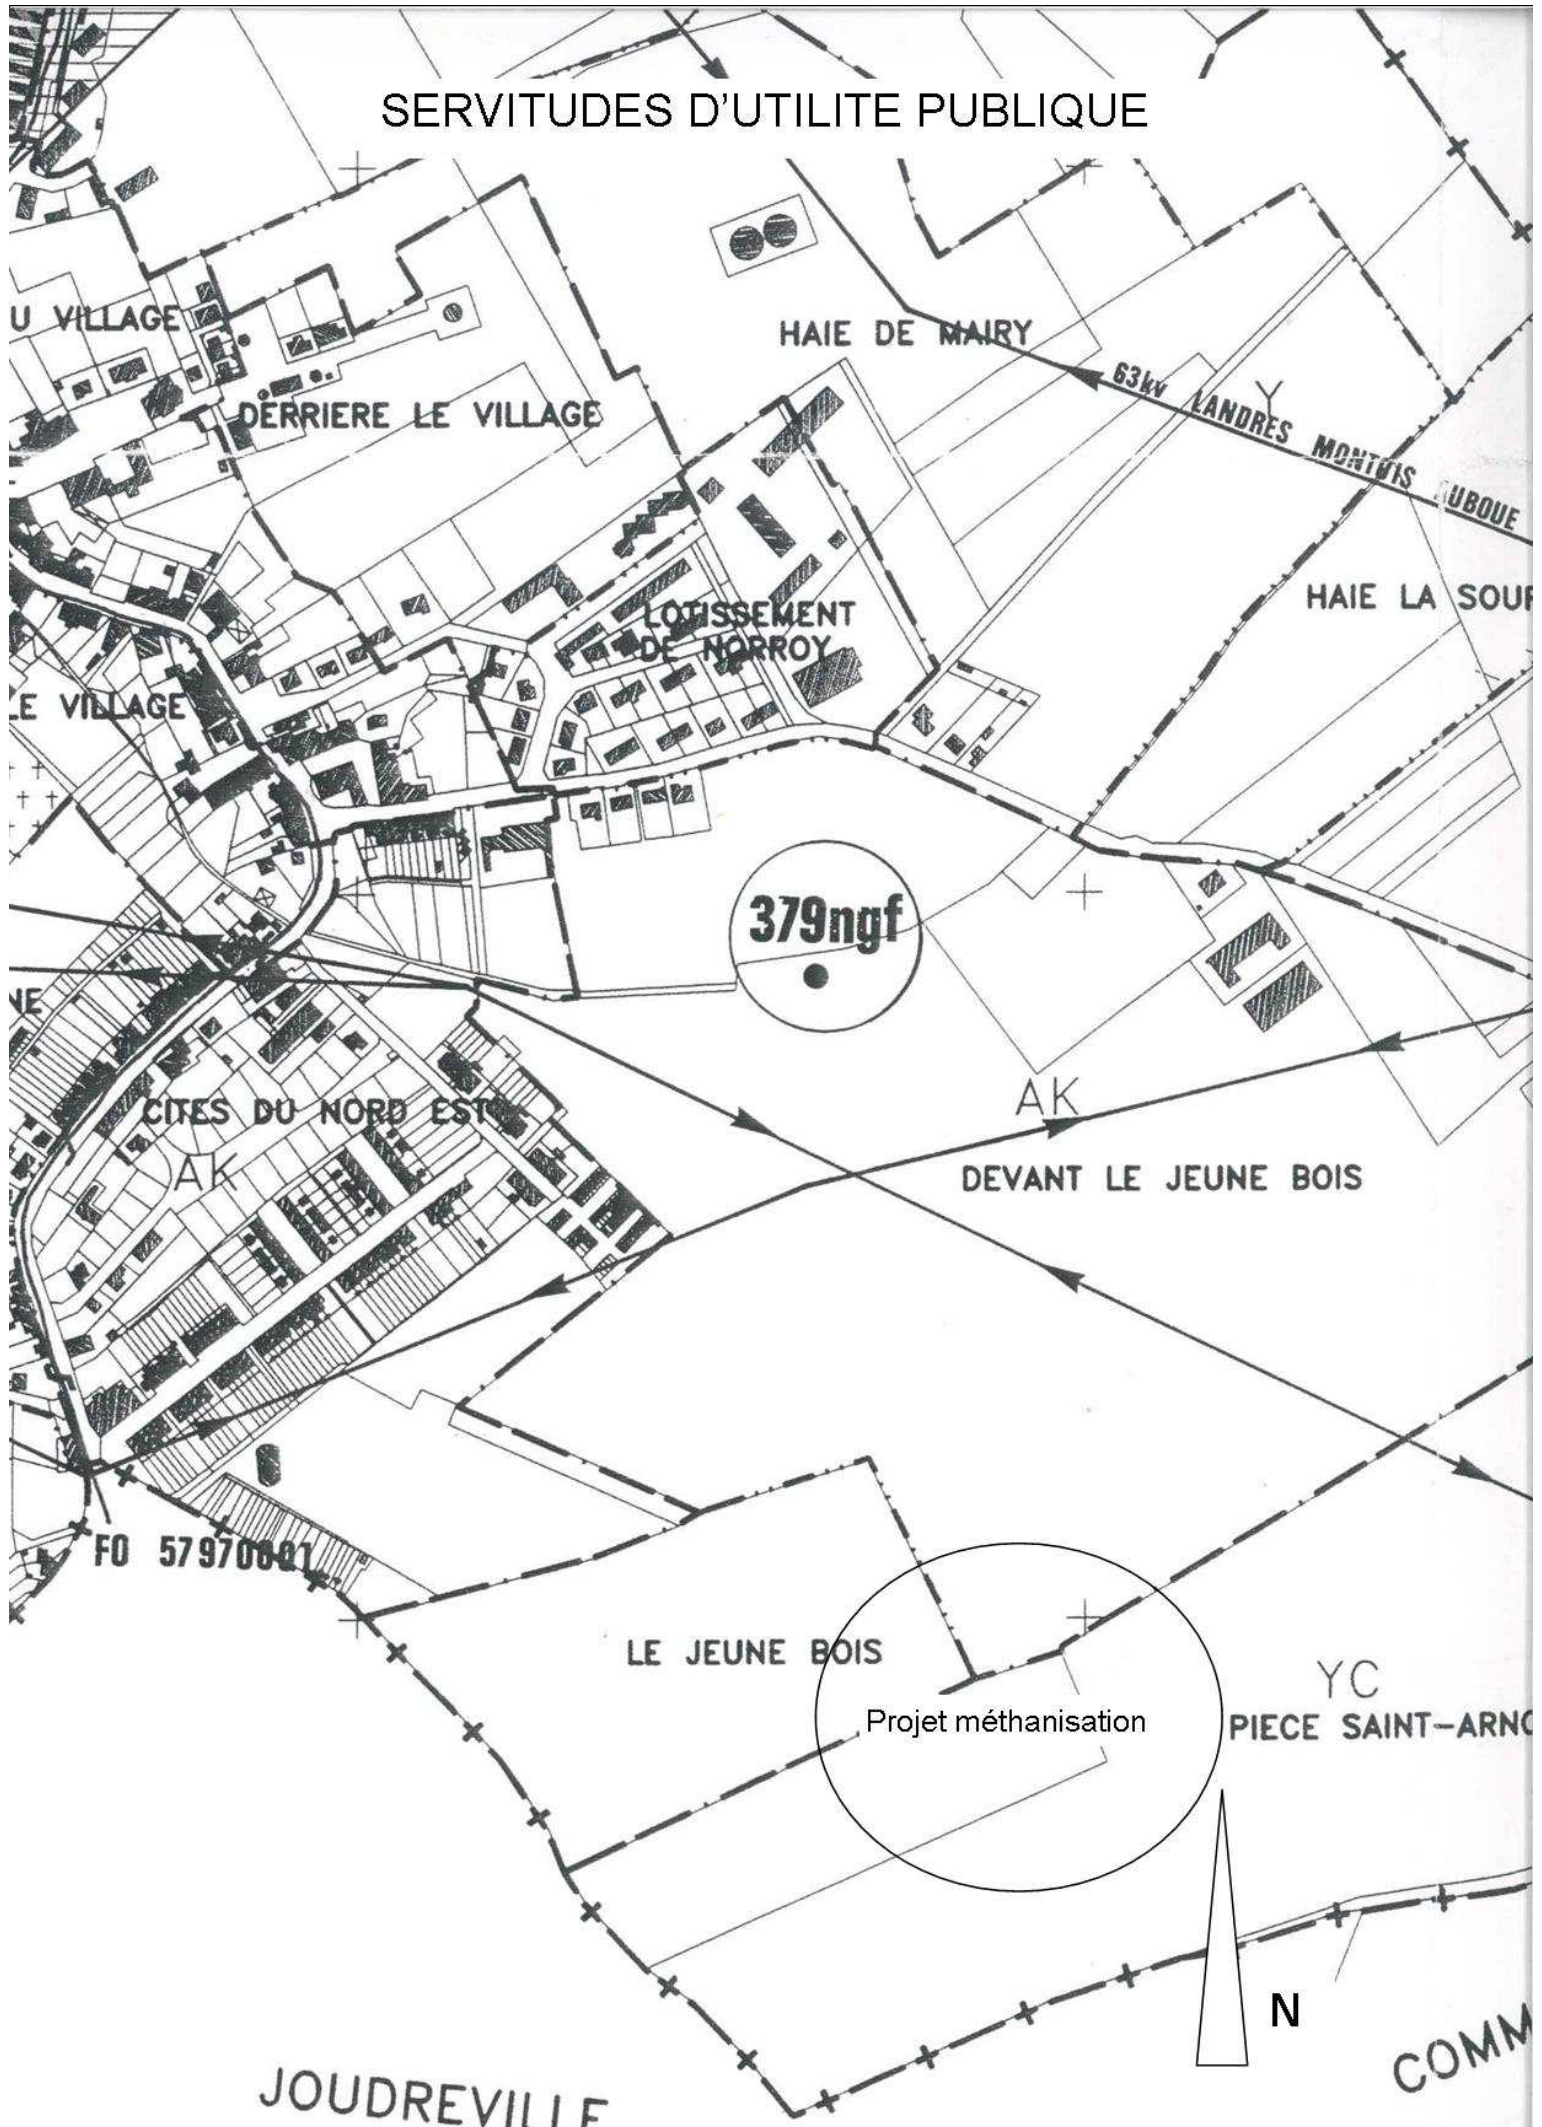 SERVITUDES D'UTILITE PUBLIQUE
U VILLAGE
HAIE DE MAIRY
63kv LANDRES MONTOIS AUBOUE
Y
DERRIERE LE VILLAGE
HAIE LA SOUR
LOTISSEMENT
DE NORROY
LE VILLAGE
379ngf
NE
AK
CITES DU NORD EST
AK
DEVANT LE JEUNE BOIS
FO 57970001
LE JEUNE BOIS
YC
Projet méthanisation
PIECE SAINT-ARNO
N
COMM
JOUDREVILLE